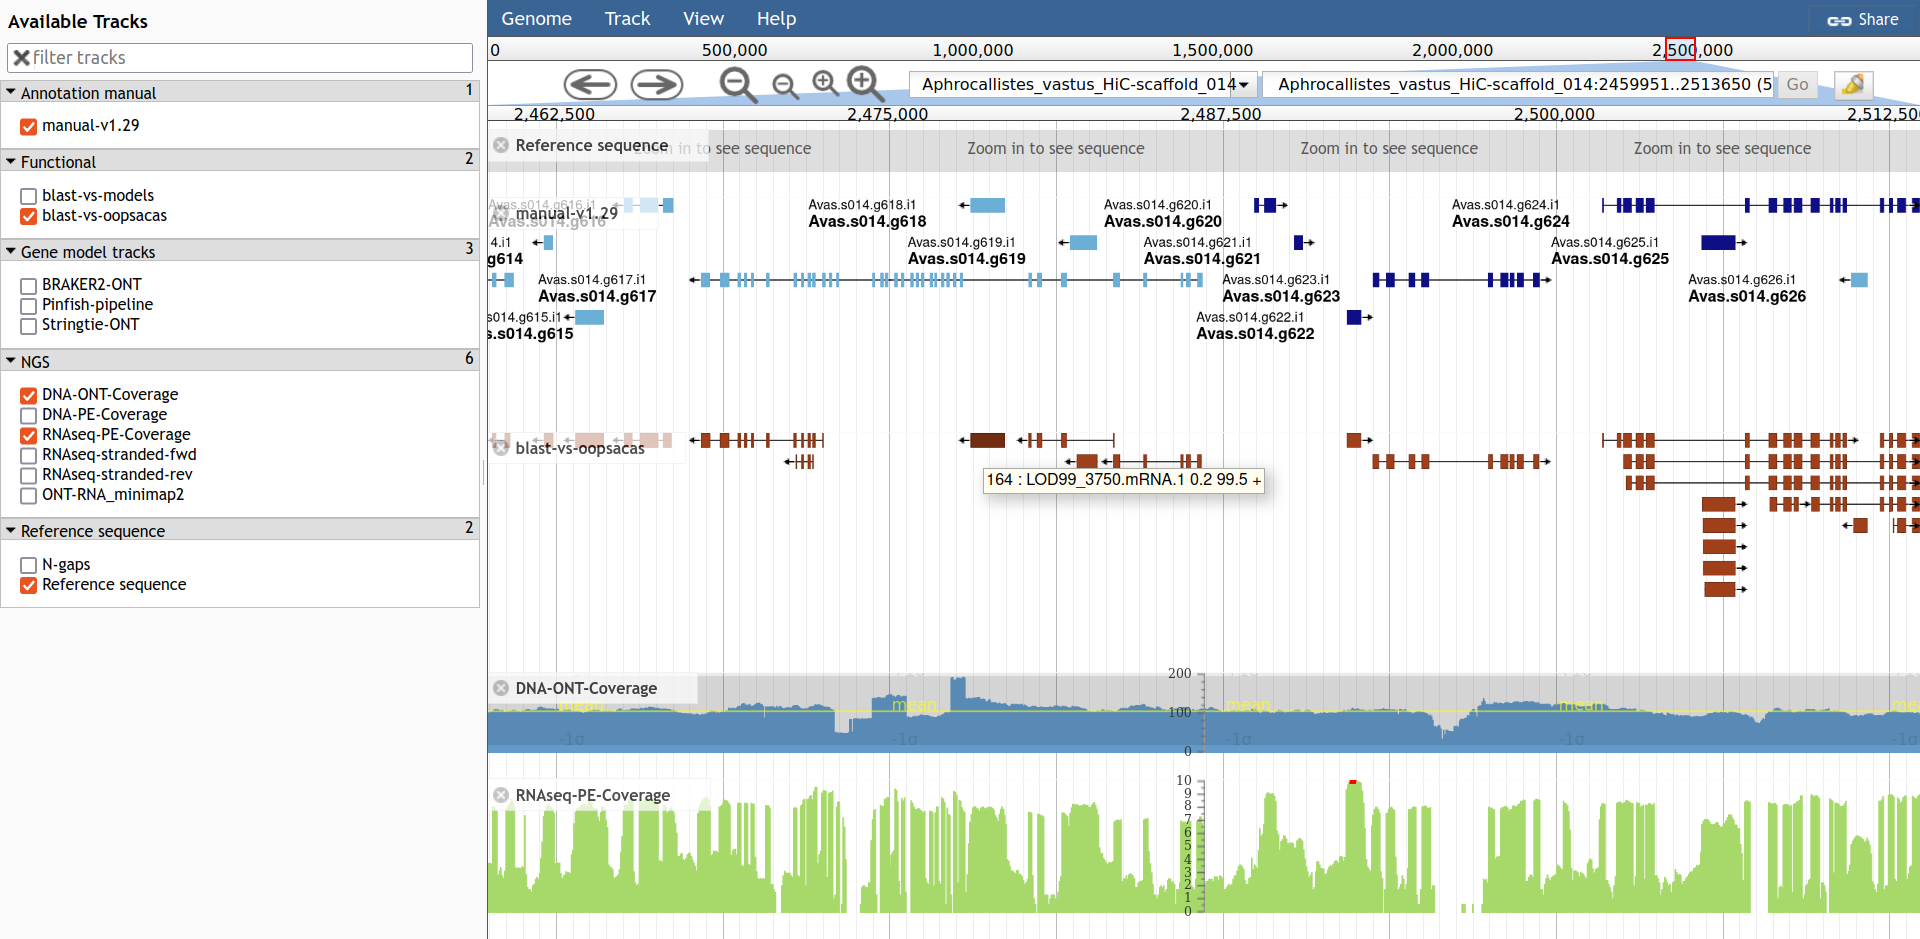 Available Tracks
filter tracks
Annotation manual 1
manual-v1.29
Functional 2
blast-vs-models
blast-vs-oopsacas
Gene model tracks 3
BRAKER2-ONT
Pinfish-pipeline
Stringtie-ONT
NGS 6
DNA-ONT-Coverage
DNA-PE-Coverage
RNAseq-PE-Coverage
RNAseq-stranded-fwd
RNAseq-stranded-rev
ONT-RNA_minimap2
Reference sequence 2
N-gaps
Reference sequence
Genome Track View Help Share
0 500,000 1,000,000 1,500,000 2,000,000 2,500,000
Aphrocallistes_vastus_HiC-scaffold_014 Aphrocallistes_vastus_HiC-scaffold_014:2459951..2513650 (5 Go
2,462,500 2,475,000 2,487,500 2,500,000 2,512,50
Reference sequence
Zoom in to see sequence Zoom in to see sequence Zoom in to see sequence Zoom in to see sequence
manual-v1.29
Avas.s014.g616.i1 Avas.s014.g618.i1 Avas.s014.g620.i1 Avas.s014.g624.i1
Avas.s014.g616 Avas.s014.g618 Avas.s014.g620 Avas.s014.g624
4.i1 Avas.s014.g619.i1 Avas.s014.g621.i1 Avas.s014.g625.i1
g614 Avas.s014.g619 Avas.s014.g621 Avas.s014.g625
Avas.s014.g617.i1 Avas.s014.g623.i1 Avas.s014.g626.i1
Avas.s014.g617 Avas.s014.g623 Avas.s014.g626
s014.g615.i1 Avas.s014.g622.i1
s.s014.g615 Avas.s014.g622
blast-vs-oopsacas
164 : LOD99_3750.mRNA.1 0.2 99.5 +
DNA-ONT-Coverage
200
mean mean mean mean me
100
-1σ -1σ -1σ -1σ -1σ
0
RNAseq-PE-Coverage
10
9
8
7
6
5
4
3
2
1
0